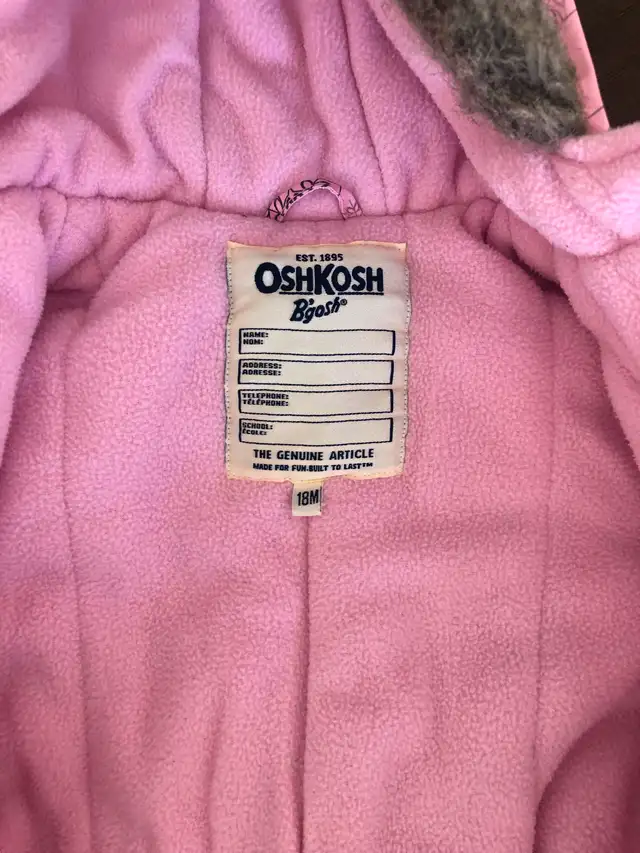 EST. 1895
OSHKOSH
B'gosh®
NAME:
NOM:
ADDRESS:
ADRESSE:
TELEPHONE:
TÉLÉPHONE:
SCHOOL:
ÉCOLE:
THE GENUINE ARTICLE
MADE FOR FUN-BUILT TO LAST™
18M